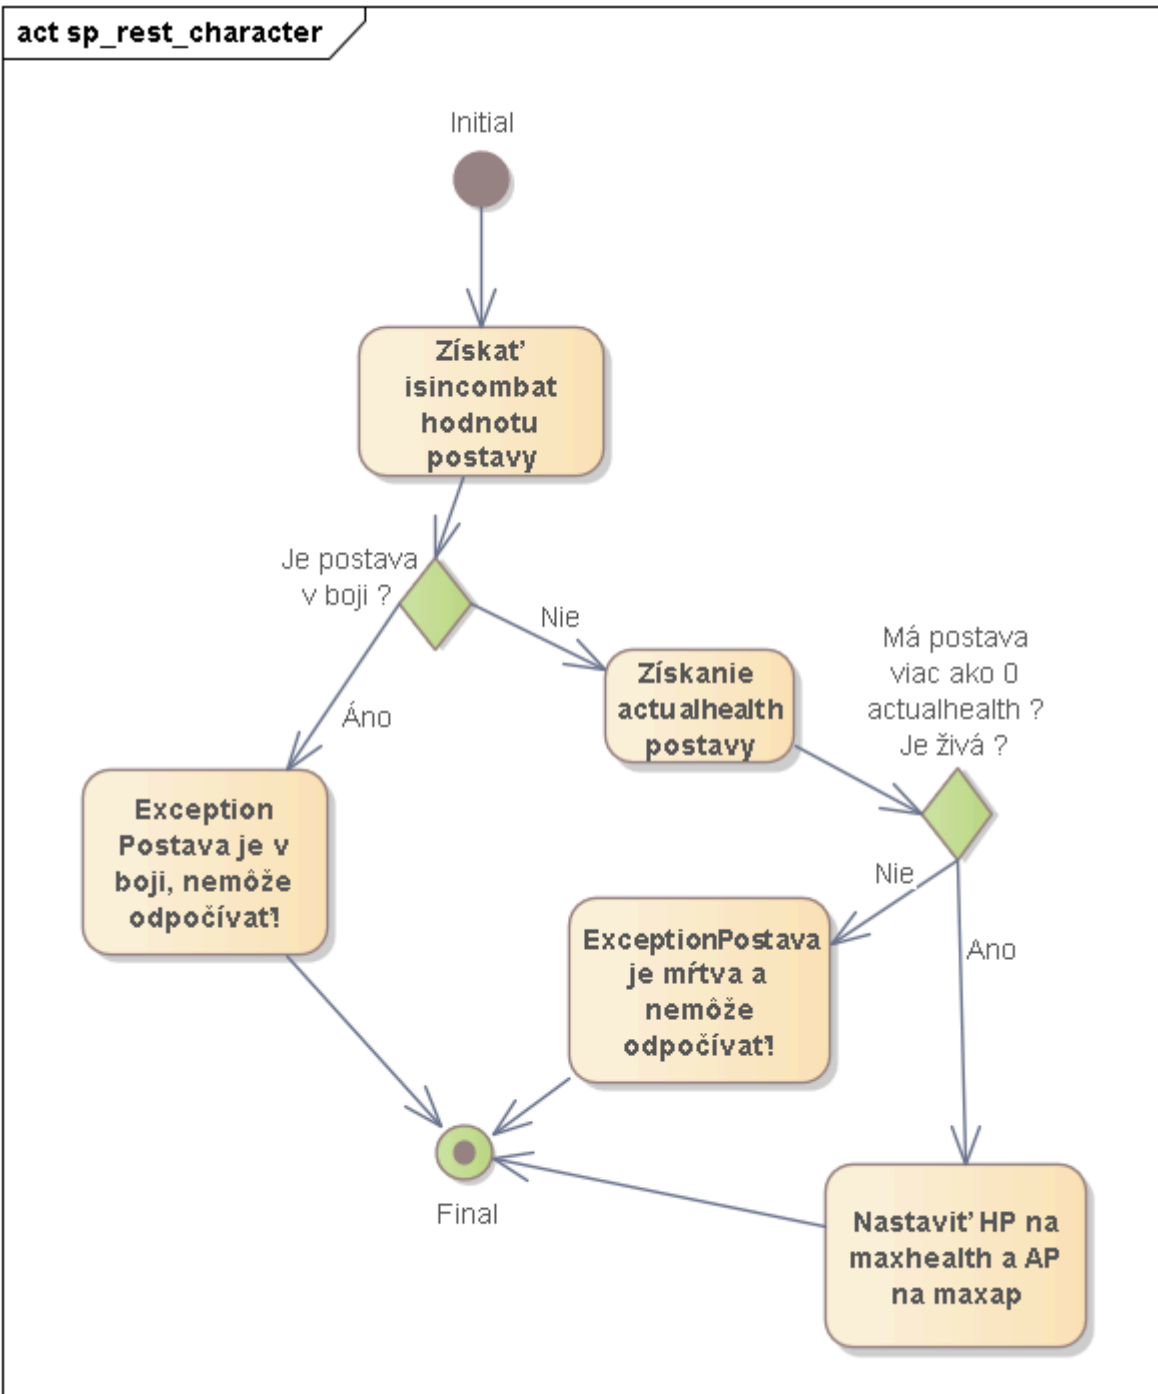 act sp_rest_character
Initial
Získať
isincombat
hodnotu
postavy
Je postava
v boji ?
Nie
Áno
Získanie
actualhealth
postavy
Má postava
viac ako 0
actualhealth ?
Je živá ?
Exception
Postava je v
boji, nemôže
odpočívať!
Nie
Ano
ExceptionPostava
je mŕtva a
nemôže
odpočívať!
Final
Nastaviť HP na
maxhealth a AP
na maxap